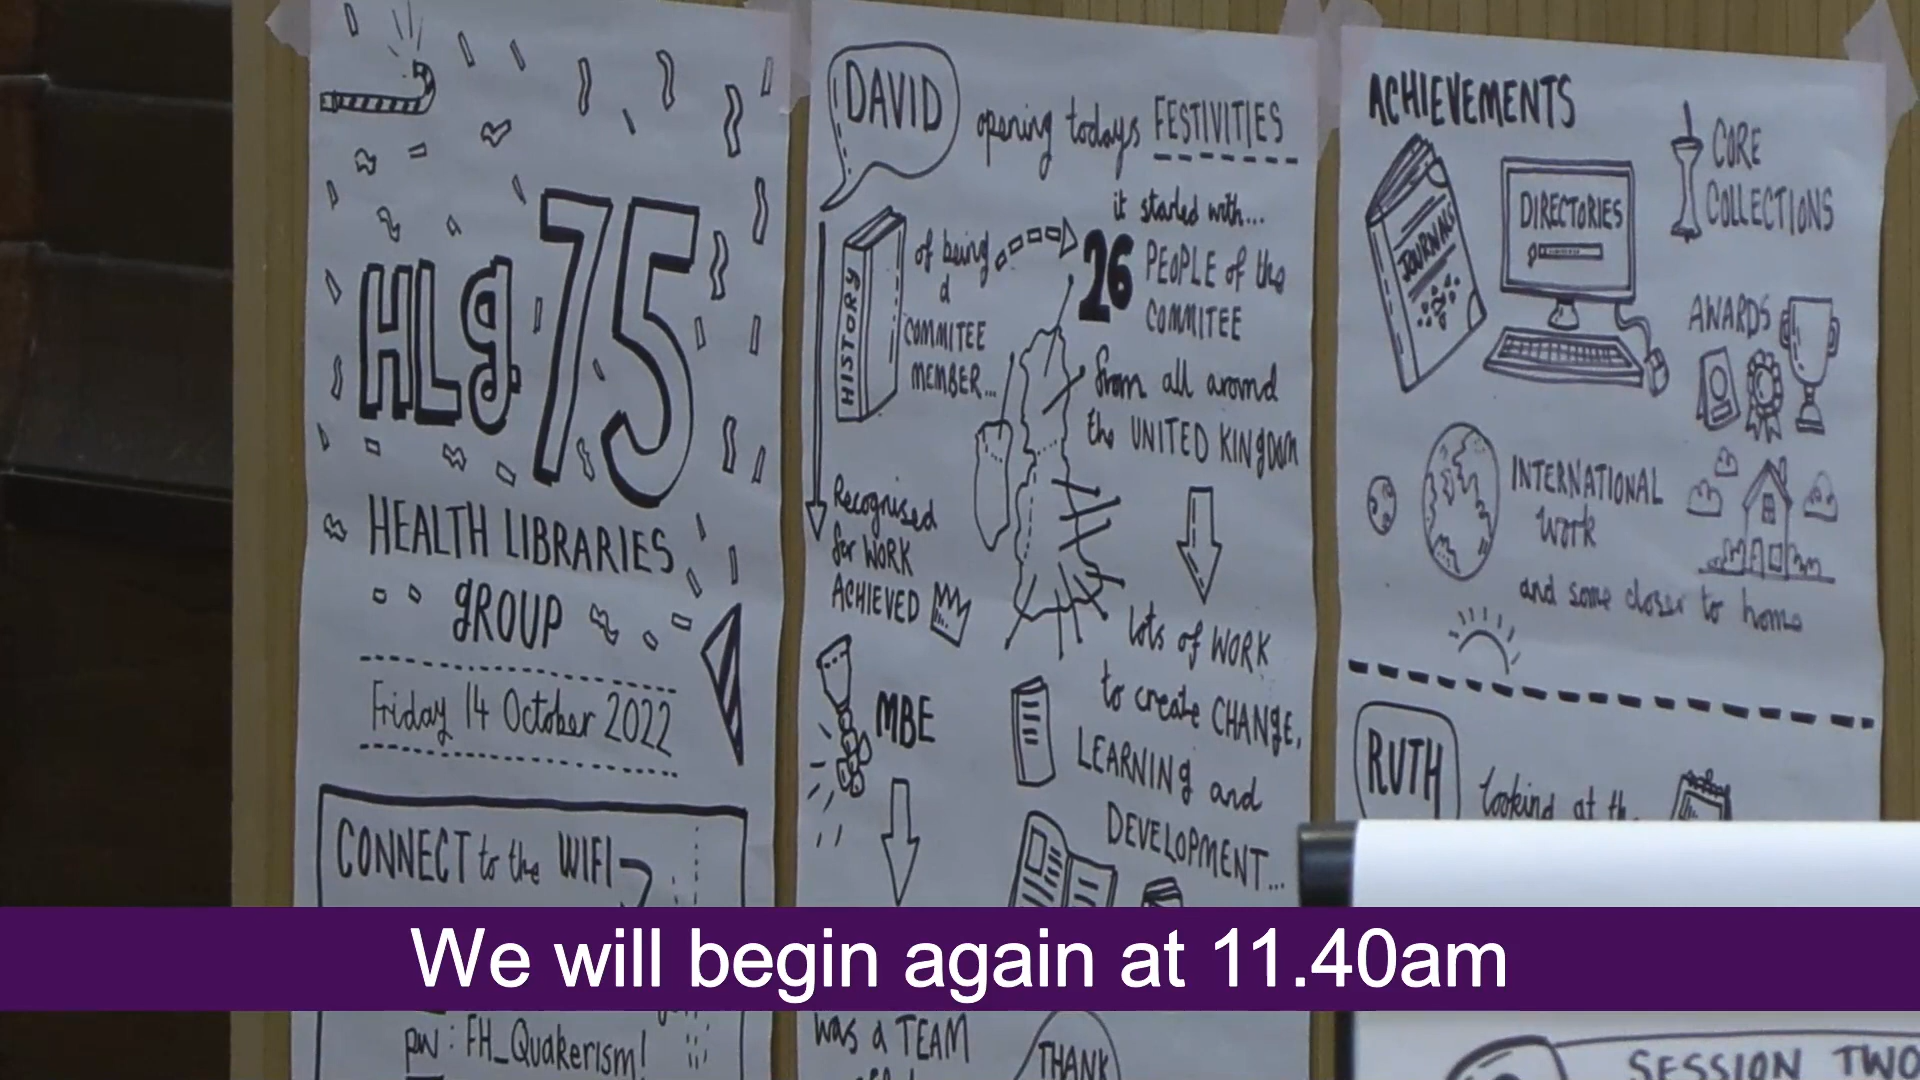 HLg 75
HEALTH LIBRARIES
gROUP
Friday 14 October 2022
CONNECT to the WIFI
pw: FH_Quakerism!
DAVID
opening todays FESTIVITIES
HISTORY
of being
a
COMMITEE
MEMBER...
it started with...
26 PEOPLE of the
COMMITEE
from all around
the UNITED KINgDOM
Recognised
for WORK
ACHIEVED
MBE
lots of WORK
to create CHANGE,
LEARNINg and
DEVELOPMENT...
was a TEAM
THANK
ACHIEVEMENTS
JOURNALS
DIRECTORIES
CORE
COLLECTIONS
AWARDS
INTERNATIONAL
work
and some closer to home
RUTH
looking at
SESSION TWO
We will begin again at 11.40am